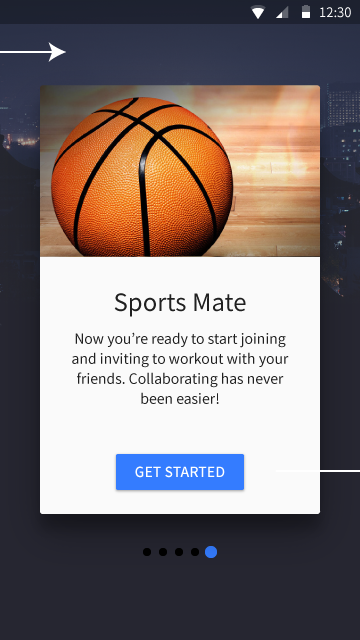 12:30
Sports Mate
Now you’re ready to start joining
and inviting to workout with your
friends. Collaborating has never
been easier!
GET STARTED